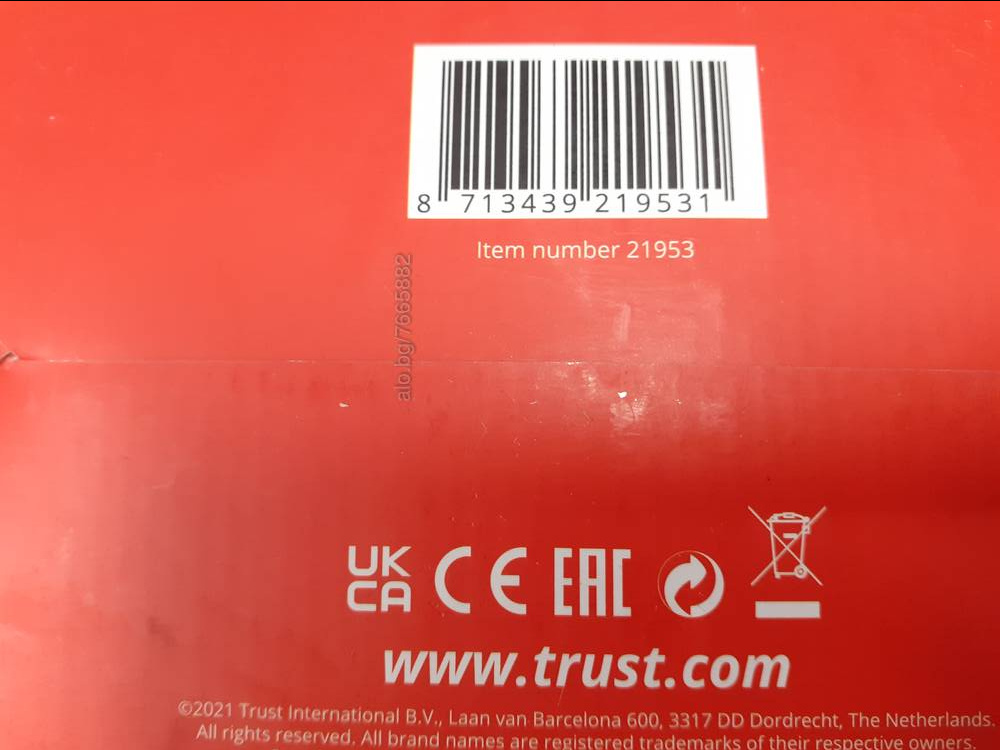 8 713439 219531
Item number 21953
alo.bg/7665882
UK
CA CE EAC
www.trust.com
©2021 Trust International B.V., Laan van Barcelona 600, 3317 DD Dordrecht, The Netherlands.
All rights reserved. All brand names are registered trademarks of their respective owners.